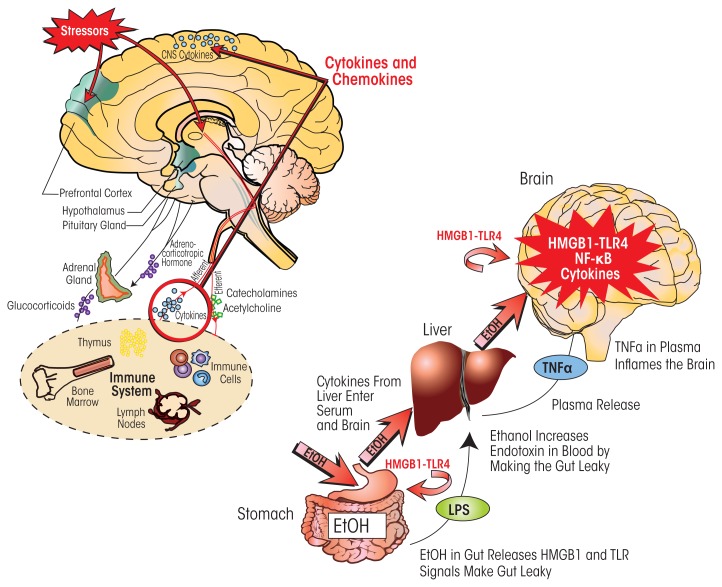 Stressors
CNS Cytokines
Cytokines and
Chemokines
Prefrontal Cortex
Hypothalamus
Pituitary Gland
Adreno-
corticotropic
Hormone
Adrenal
Gland
Glucocorticoids
Afferent
Efferent
Cytokines
Catecholamines
Acetylcholine
Thymus
Immune
System
Immune
Cells
Bone
Marrow
Lymph
Nodes
Brain
HMGB1-TLR4
HMGB1-TLR4
NF-κB
Cytokines
EtOH
Liver
TNFα
TNFα in Plasma
Inflames the Brain
Plasma Release
Cytokines From
Liver Enter
Serum
and Brain
EtOH
Ethanol Increases
Endotoxin in Blood by
Making the Gut Leaky
EtOH
HMGB1-TLR4
Stomach
EtOH
LPS
EtOH in Gut Releases HMGB1 and TLR
Signals Make Gut Leaky